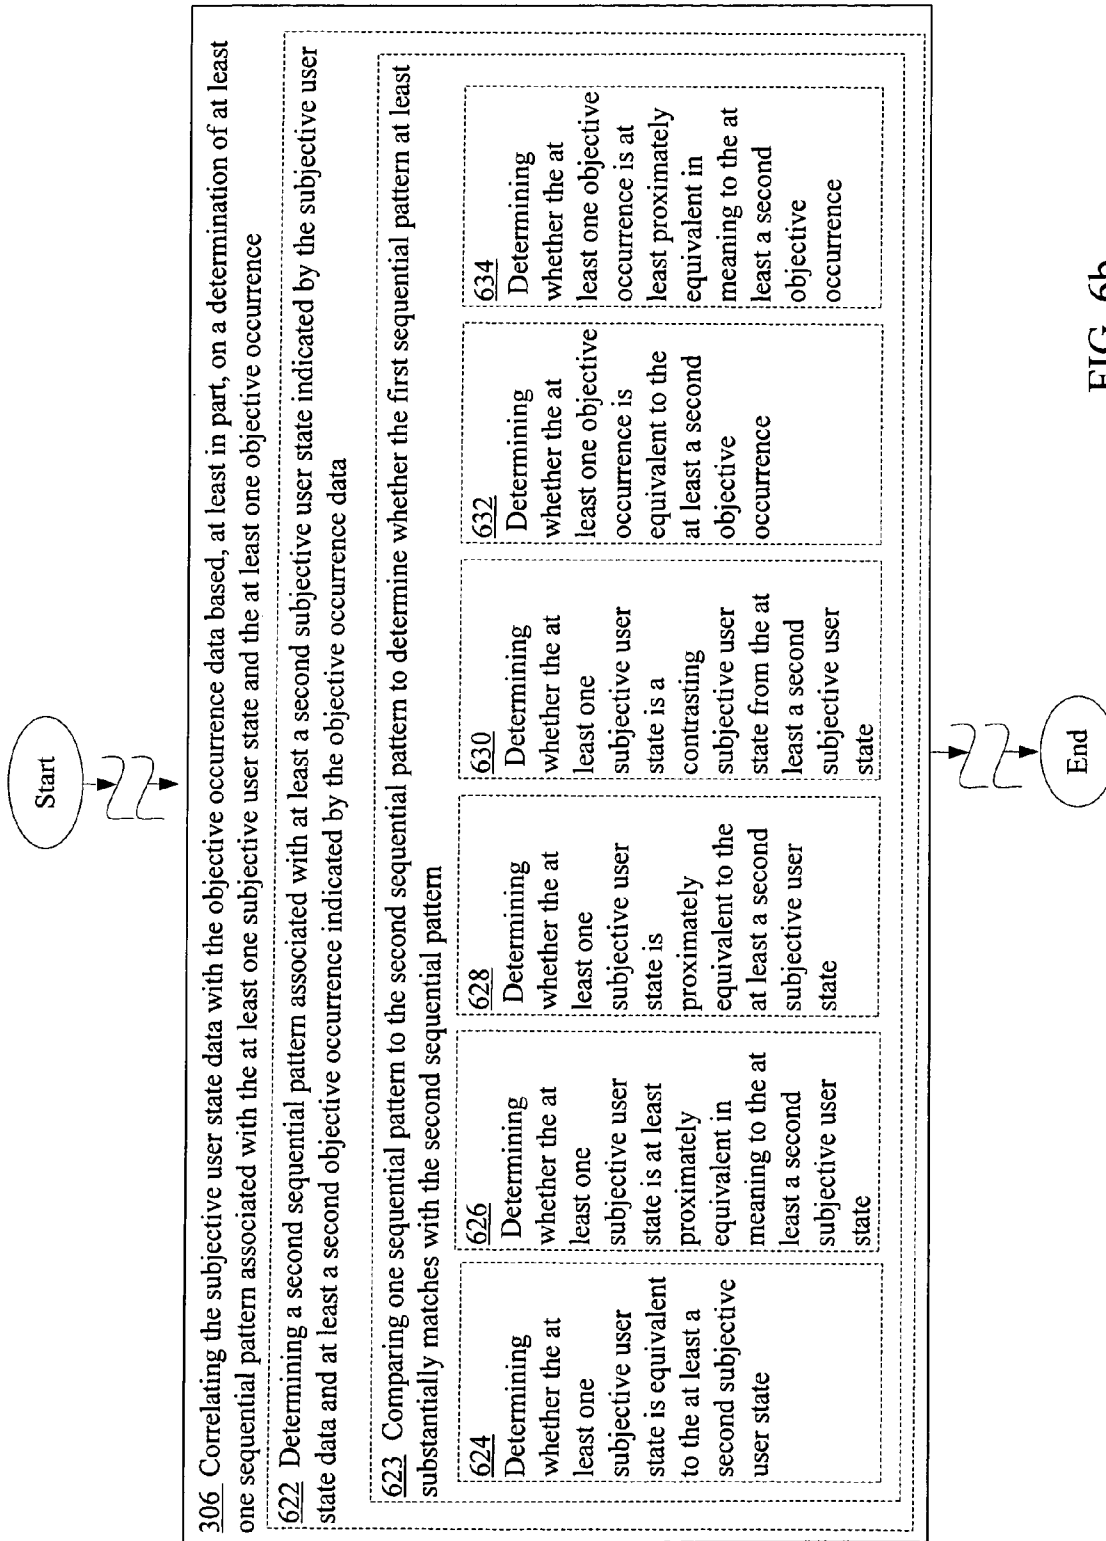 Start
306 Correlating the subjective user state data with the objective occurrence data based, at least in part, on a determination of at least
one sequential pattern associated with the at least one subjective user state and the at least one objective occurrence
622 Determining a second sequential pattern associated with at least a second subjective user state indicated by the subjective user
state data and at least a second objective occurrence indicated by the objective occurrence data
623 Comparing one sequential pattern to the second sequential pattern to determine whether the first sequential pattern at least
substantially matches with the second sequential pattern
624
Determining
whether the at
least one
subjective user
state is equivalent
to the at least a
second subjective
user state
626
Determining
whether the at
least one
subjective user
state is at least
proximately
equivalent in
meaning to the at
least a second
subjective user
state
628
Determining
whether the at
least one
subjective user
state is
proximately
equivalent to the
at least a second
subjective user
state
630
Determining
whether the at
least one
subjective user
state is a
contrasting
subjective user
state from the at
least a second
subjective user
state
632
Determining
whether the at
least one objective
occurrence is
equivalent to the
at least a second
objective
occurrence
634
Determining
whether the at
least one objective
occurrence is at
least proximately
equivalent in
meaning to the at
least a second
objective
occurrence
End
FIG. 6b